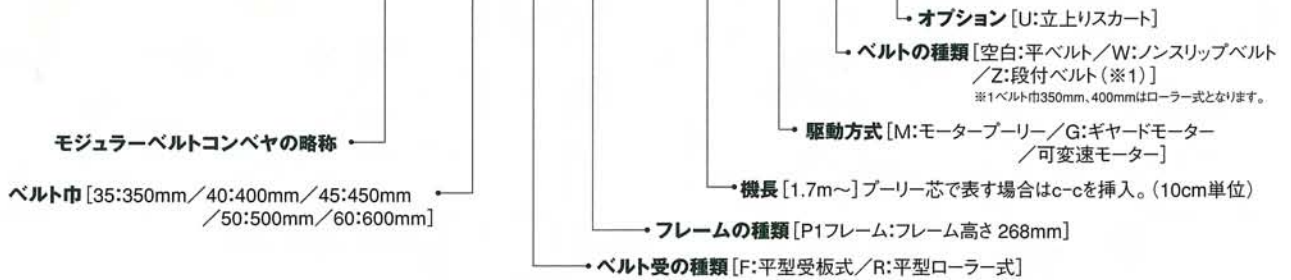 オプション[U:立上りスカート]
ベルトの種類[空白:平ベルト／W:ノンスリップベルト
／Z:段付ベルト(※1)]
※1ベルト巾350mm、400mmはローラー式となります。
駆動方式[M:モータープーリー／G:ギヤードモーター
／可変速モーター]
モジュラーベルトコンベヤの略称
機長[1.7m〜]プーリー芯で表す場合はc-cを挿入。(10cm単位)
ベルト巾[35:350mm／40:400mm／45:450mm
／50:500mm／60:600mm]
フレームの種類[P1フレーム:フレーム高さ 268mm]
ベルト受の種類[F:平型受板式／R:平型ローラー式]